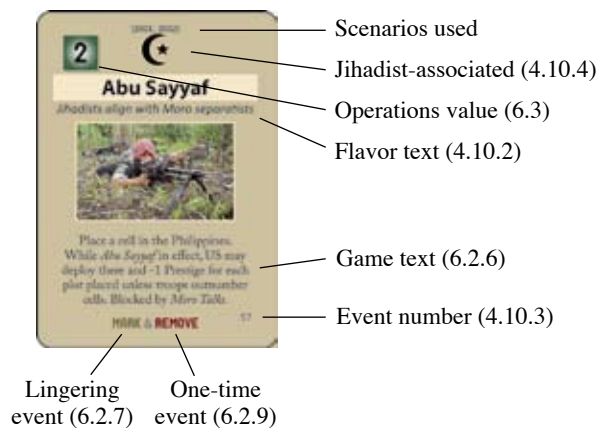 Scenarios used
2
Jihadist-associated (4.10.4)
Abu Sayyaf
Operations value (6.3)
Jihadists align with Moro separatists
Flavor text (4.10.2)
Place a cell in the Philippines.
While Abu Sayyaf in effect, US may
deploy there and -1 Prestige for each
plot placed unless troops outnumber
cells. Blocked by Moro Talks.
Game text (6.2.6)
MARK & REMOVE
57
Event number (4.10.3)
Lingering
event (6.2.7)
One-time
event (6.2.9)